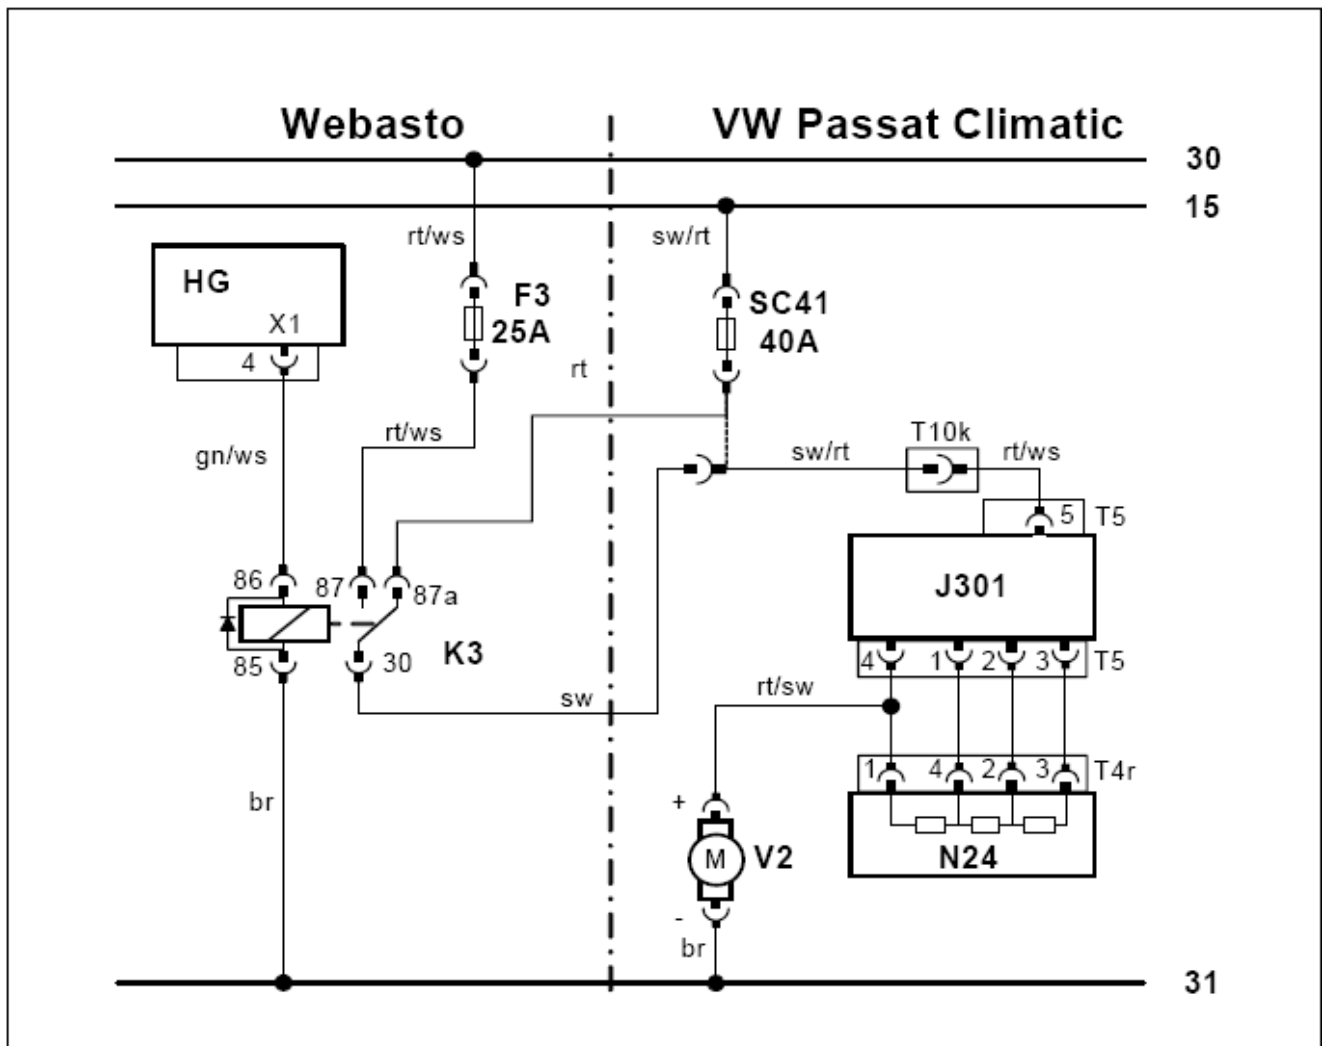 Webasto VW Passat Climatic
30
15
rt/ws sw/rt
HG
F3
X1 25A
SC41
40A
4
rt
rt/ws
gn/ws
T10k
sw/rt rt/ws
5 T5
86 87 87a
J301
K3
85 30
4 1 2 3 T5
sw
rt/sw
1 4 2 3 T4r
br
+
M V2
N24
-
br
31